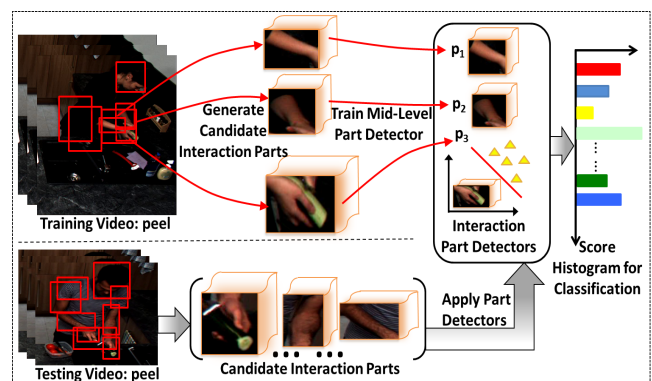 p1
p2
p3
Generate
Candidate
Interaction Parts
Train Mid-Level
Part Detector
Training Video: peel
Interaction
Part Detectors
Score
Histogram for
Classification
Apply Part
Detectors
Candidate Interaction Parts
Testing Video: peel